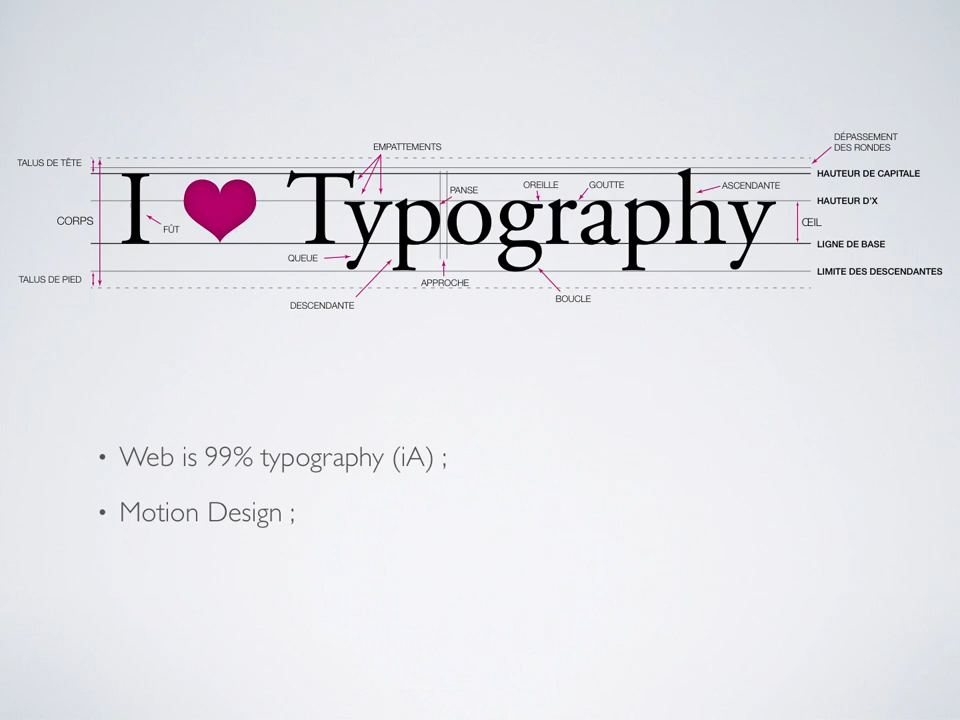 DÉPASSEMENT
DES RONDES
EMPATTEMENTS
TALUS DE TÊTE
HAUTEUR DE CAPITALE
PANSE
OREILLE
GOUTTE
ASCENDANTE
HAUTEUR D'X
I Typography
CORPS
FÛT
ŒIL
LIGNE DE BASE
QUEUE
LIMITE DES DESCENDANTES
TALUS DE PIED
APPROCHE
BOUCLE
DESCENDANTE
• Web is 99% typography (iA) ;
• Motion Design ;